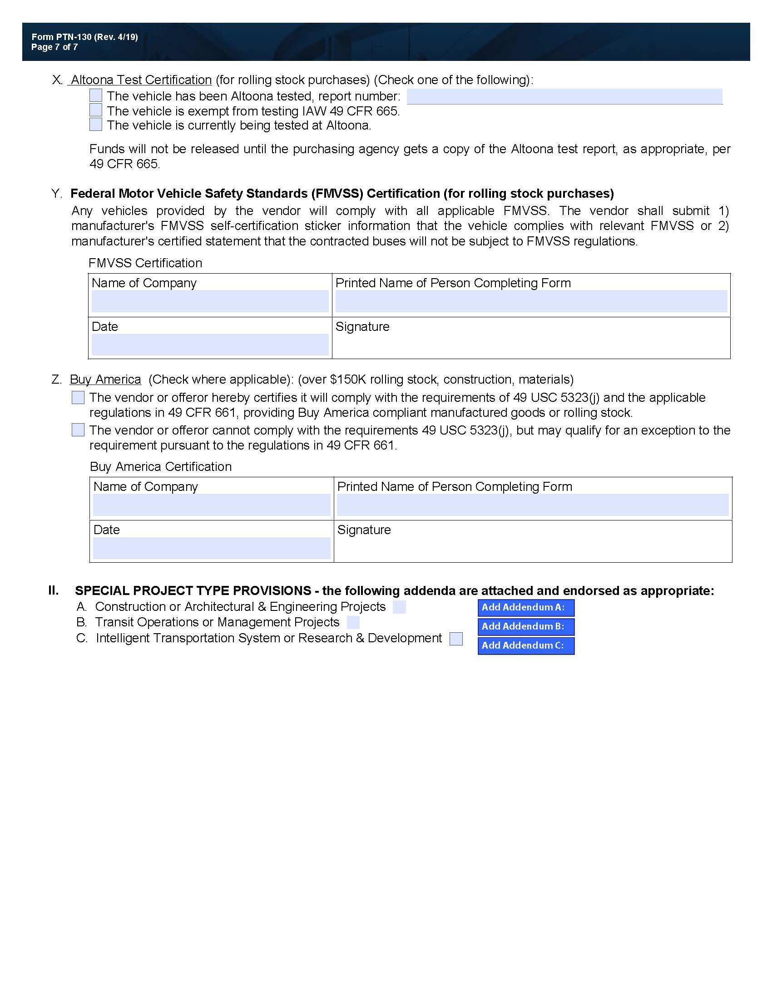 Form PTN-130 (Rev. 4/19)
Page 7 of 7
X. Altoona Test Certification (for rolling stock purchases) (Check one of the following):
The vehicle has been Altoona tested, report number:
The vehicle is exempt from testing IAW 49 CFR 665.
The vehicle is currently being tested at Altoona.
Funds will not be released until the purchasing agency gets a copy of the Altoona test report, as appropriate, per
49 CFR 665.
Y. Federal Motor Vehicle Safety Standards (FMVSS) Certification (for rolling stock purchases)
Any vehicles provided by the vendor will comply with all applicable FMVSS. The vendor shall submit 1)
manufacturer's FMVSS self-certification sticker information that the vehicle complies with relevant FMVSS or 2)
manufacturer's certified statement that the contracted buses will not be subject to FMVSS regulations.
FMVSS Certification
Name of Company Printed Name of Person Completing Form
Date Signature
Z. Buy America (Check where applicable): (over $150K rolling stock, construction, materials)
The vendor or offeror hereby certifies it will comply with the requirements of 49 USC 5323(j) and the applicable
regulations in 49 CFR 661, providing Buy America compliant manufactured goods or rolling stock.
The vendor or offeror cannot comply with the requirements 49 USC 5323(j), but may qualify for an exception to the
requirement pursuant to the regulations in 49 CFR 661.
Buy America Certification
Name of Company Printed Name of Person Completing Form
Date Signature
II. SPECIAL PROJECT TYPE PROVISIONS - the following addenda are attached and endorsed as appropriate:
A. Construction or Architectural & Engineering Projects Add Addendum A:
B. Transit Operations or Management Projects Add Addendum B:
C. Intelligent Transportation System or Research & Development Add Addendum C: